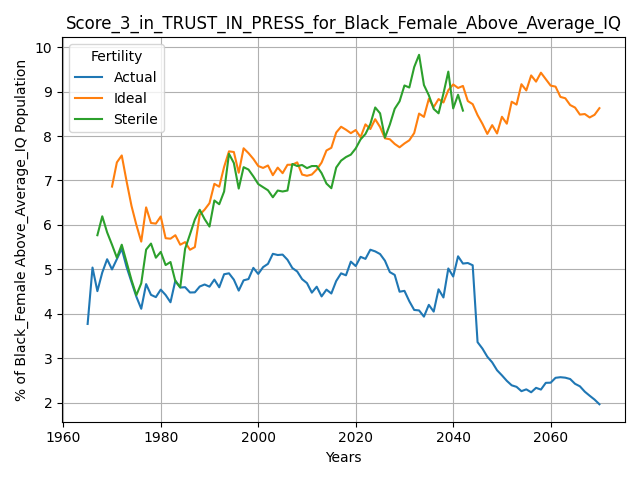 Score_3_in_TRUST_IN_PRESS_for_Black_Female_Above_Average_IQ
% of Black_Female Above_Average_IQ Population
10
9
8
7
6
5
4
3
2
Fertility
Actual
Ideal
Sterile
1960
1980
2000
2020
2040
2060
Years